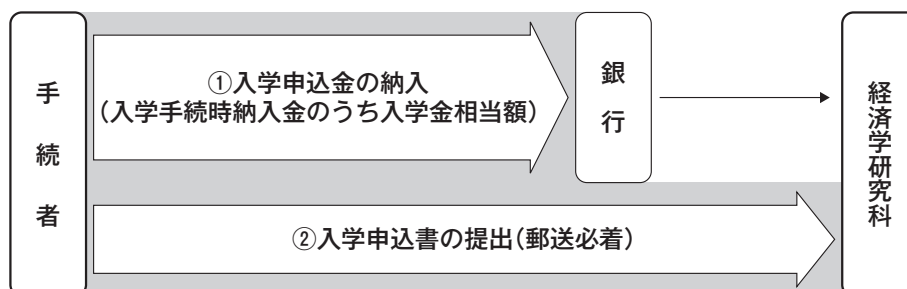 手続者
①入学申込金の納入
(入学手続時納入金のうち入学金相当額)
銀行
経済学研究科
②入学申込書の提出(郵送必着)